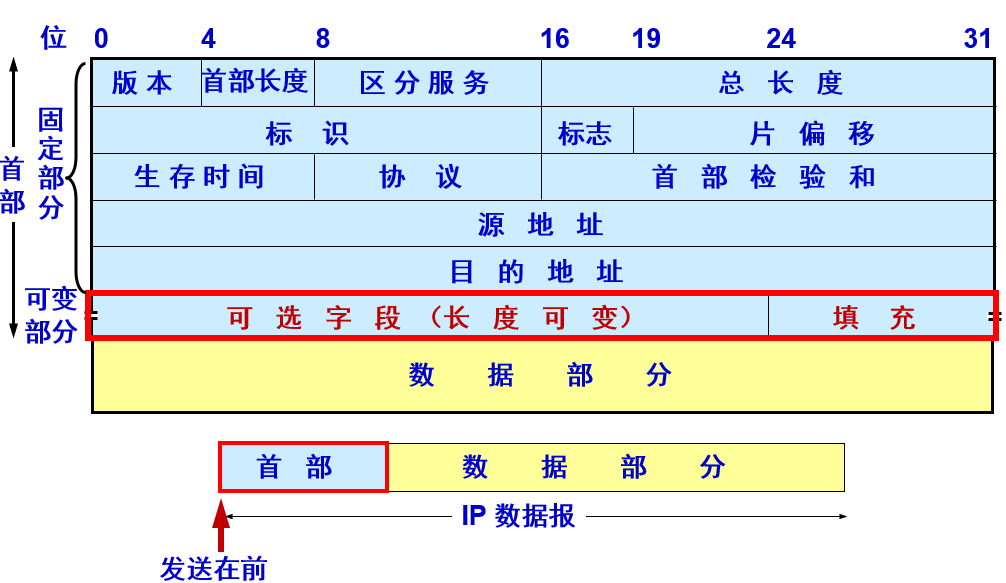 位 0 4 8 16 19 24 31
版本 首部长度 区分服务 总长度
标识 标志 片偏移
生存时间 协议 首部检验和
源地址
目的地址
可选字段（长度可变） 填充
数据部分
首部
固定部分
可变部分
首部 数据部分
IP 数据报
发送在前